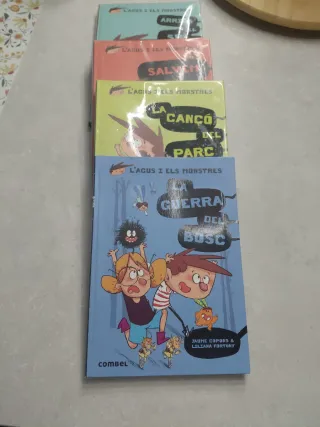 L'AGUS I ELS MONSTRES
L'AGUS I ELS MONSTRES
L'AGUS I ELS MONSTRES
LA
CANÇÓ
DEL
PARC
L'AGUS I ELS MONSTRES
LA
GUERRA
DEL
BOSC
JAUME COPONS &
LILIANA FORTUNY
COMBEL